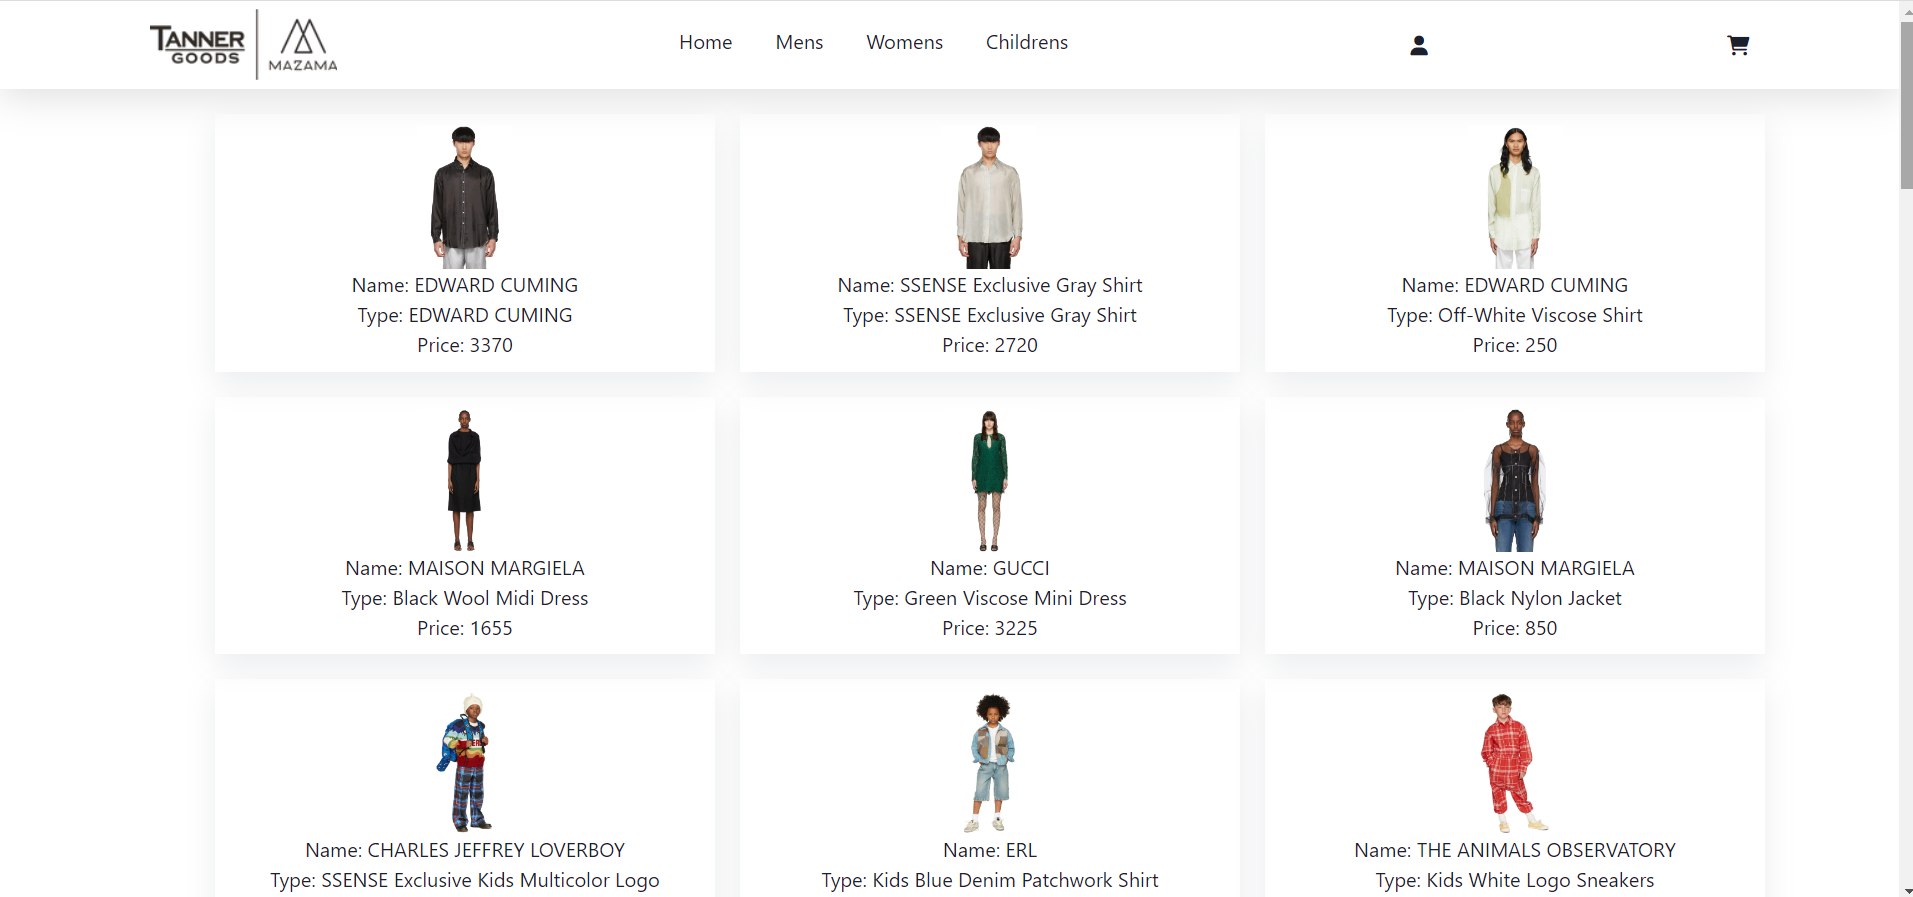 TANNER
GOODS
MAZAMA
Home Mens Womens Childrens
Name: EDWARD CUMING
Type: EDWARD CUMING
Price: 3370
Name: SSENSE Exclusive Gray Shirt
Type: SSENSE Exclusive Gray Shirt
Price: 2720
Name: EDWARD CUMING
Type: Off-White Viscose Shirt
Price: 250
Name: MAISON MARGIELA
Type: Black Wool Midi Dress
Price: 1655
Name: GUCCI
Type: Green Viscose Mini Dress
Price: 3225
Name: MAISON MARGIELA
Type: Black Nylon Jacket
Price: 850
Name: CHARLES JEFFREY LOVERBOY
Type: SSENSE Exclusive Kids Multicolor Logo
Name: ERL
Type: Kids Blue Denim Patchwork Shirt
Name: THE ANIMALS OBSERVATORY
Type: Kids White Logo Sneakers